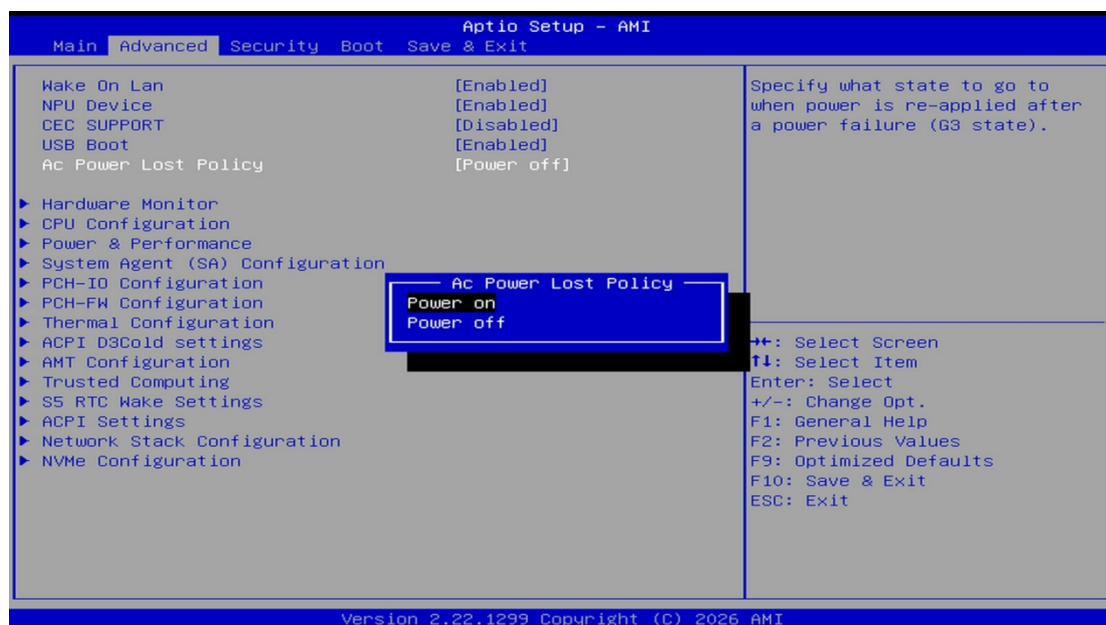 Aptio Setup - AMI
Main Advanced Security Boot Save & Exit
Wake On Lan [Enabled]
NPU Device [Enabled]
CEC SUPPORT [Disabled]
USB Boot [Enabled]
Ac Power Lost Policy [Power off]
Hardware Monitor
CPU Configuration
Power & Performance
System Agent (SA) Configuration
PCH-IO Configuration
PCH-FW Configuration
Thermal Configuration
ACPI D3Cold settings
AMT Configuration
Trusted Computing
S5 RTC Wake Settings
ACPI Settings
Network Stack Configuration
NVMe Configuration
Ac Power Lost Policy
Power on
Power off
Specify what state to go to
when power is re-applied after
a power failure (G3 state).
→←: Select Screen
↑↓: Select Item
Enter: Select
+/-: Change Opt.
F1: General Help
F2: Previous Values
F9: Optimized Defaults
F10: Save & Exit
ESC: Exit
Version 2.22.1299 Copyright (C) 2026 AMI